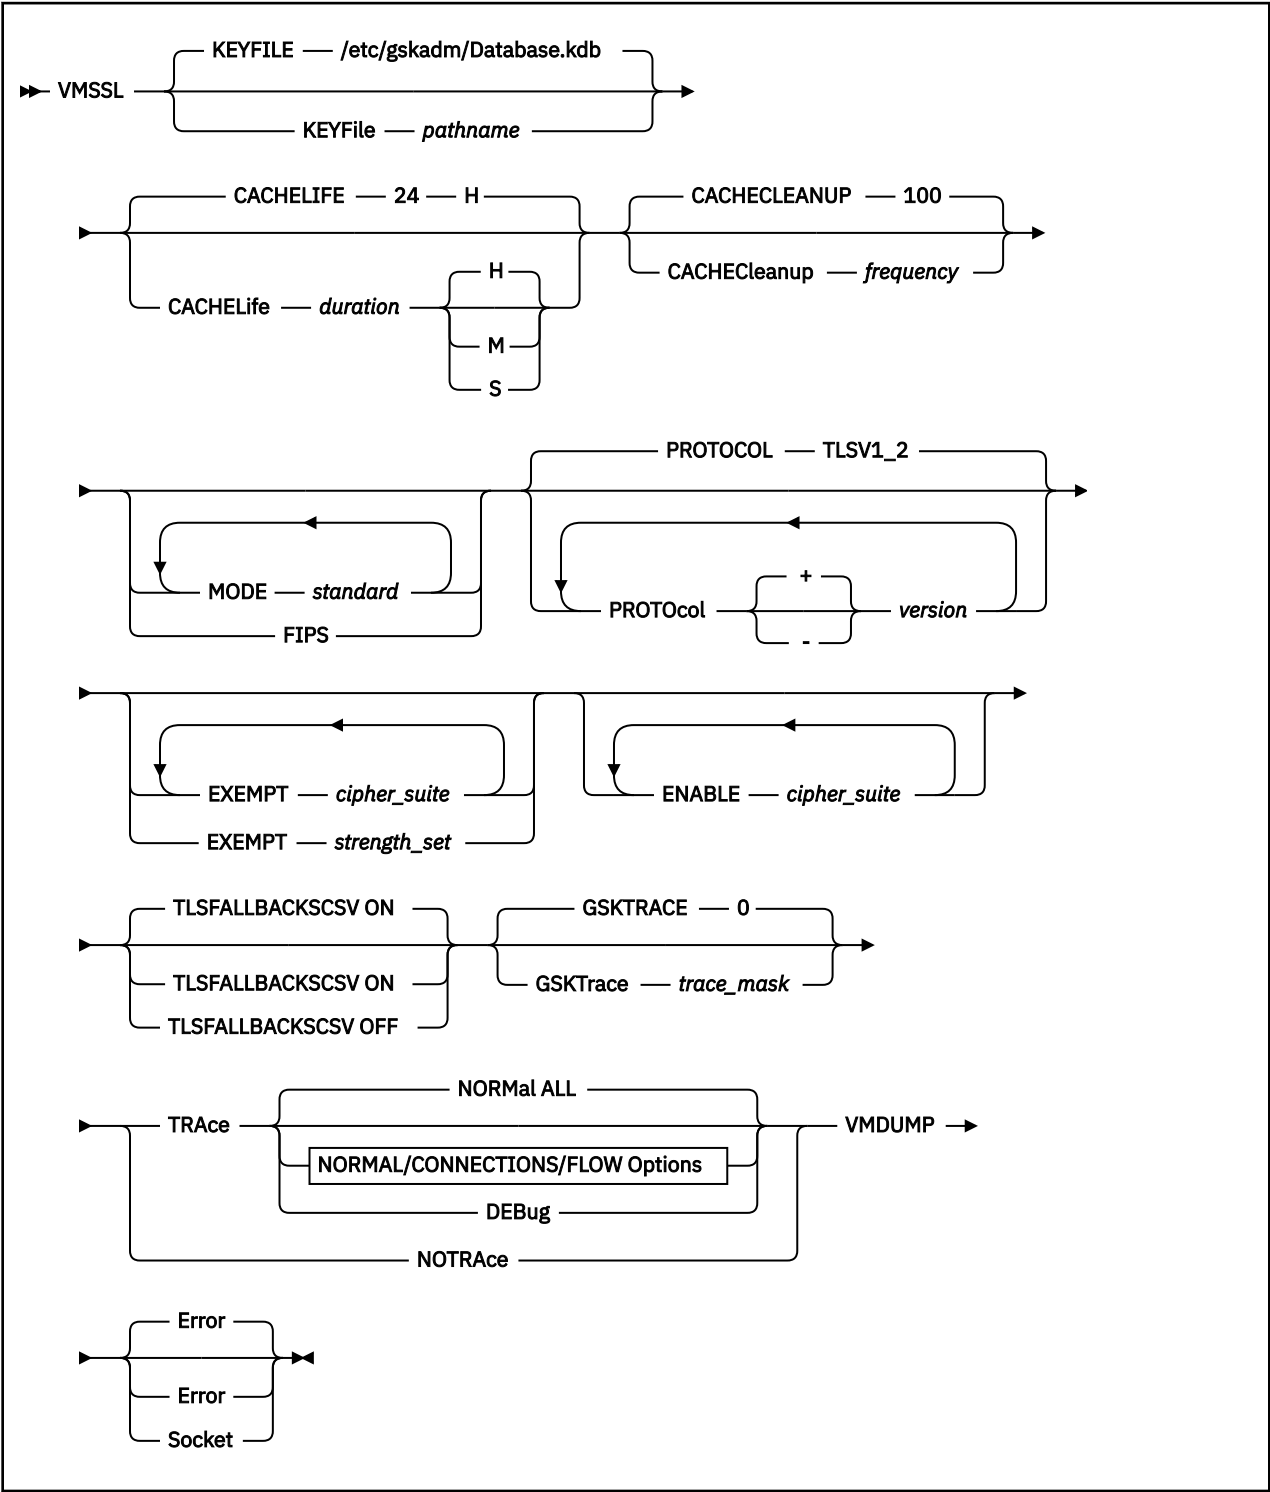 KEYFILE /etc/gskadm/Database.kdb
VMSSL
KEYFile pathname
CACHELIFE 24 H CACHECLEANUP 100
H CACHECleanup frequency
CACHELife duration
M
S
PROTOCOL TLSV1_2
+
MODE standard PROTOcol version
FIPS -
EXEMPT cipher_suite ENABLE cipher_suite
EXEMPT strength_set
TLSFALLBACKSCSV ON GSKTRACE 0
TLSFALLBACKSCSV ON GSKTrace trace_mask
TLSFALLBACKSCSV OFF
NORMal ALL
TRAce VMDUMP
NORMAL/CONNECTIONS/FLOW Options
DEBug
NOTRAce
Error
Error
Socket